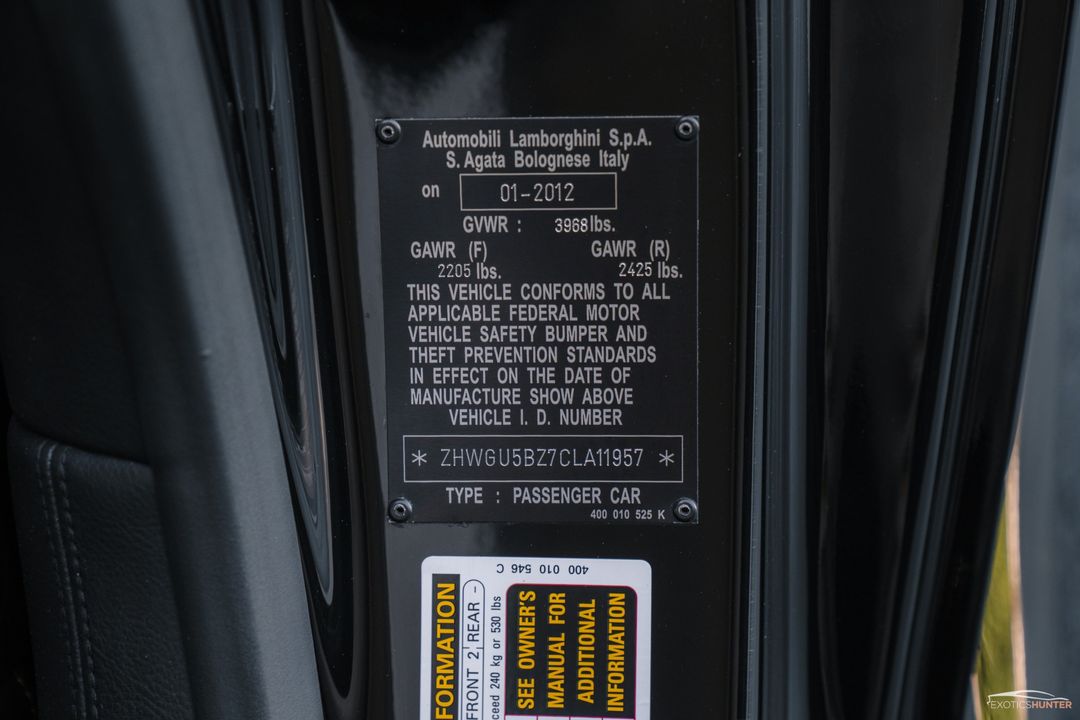 Automobili Lamborghini S.p.A.
S. Agata Bolognese Italy
on 01-2012
GVWR : 3968 lbs.
GAWR (F) GAWR (R)
2205 lbs. 2425 lbs.
THIS VEHICLE CONFORMS TO ALL
APPLICABLE FEDERAL MOTOR
VEHICLE SAFETY BUMPER AND
THEFT PREVENTION STANDARDS
IN EFFECT ON THE DATE OF
MANUFACTURE SHOW ABOVE
VEHICLE I. D. NUMBER
* ZHWGU5BZ7CLA11957 *
TYPE : PASSENGER CAR
400 010 525 K
400 010 546 C
FORMATION
FRONT 2 REAR -
ceed 240 kg or 530 lbs
SEE OWNER'S
MANUAL FOR
ADDITIONAL
INFORMATION
EXOTICSHUNTER